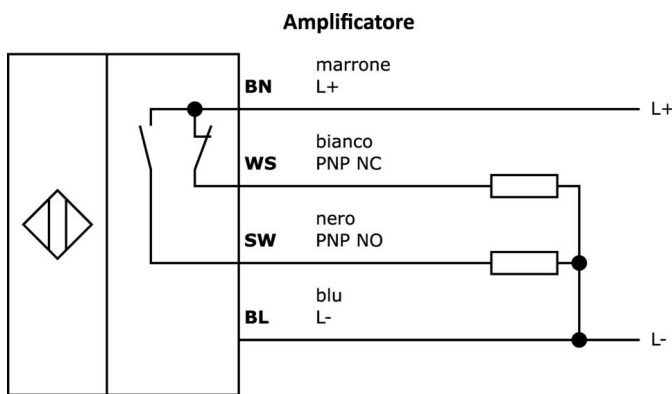 Amplificatore
marrone
BN L+
L+
bianco
WS PNP NC
nero
SW PNP NO
blu
BL L-
L-